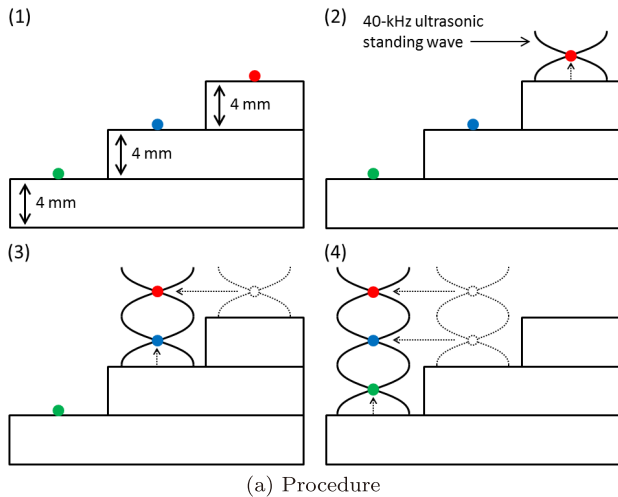 (1)
4 mm
4 mm
4 mm
(2)
40-kHz ultrasonic
standing wave
(3)
(4)
(a) Procedure